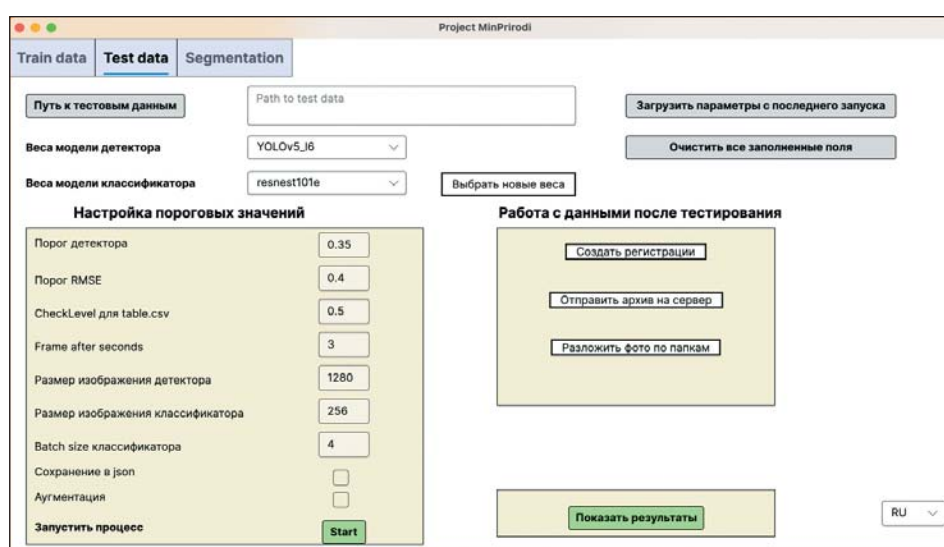 Project MinPrirodi
Train data
Test data
Segmentation
Путь к тестовым данным
Path to test data
Загрузить параметры с последнего запуска
Веса модели детектора
YOLOv5_l6
Очистить все заполненные поля
Веса модели классификатора
resnest101e
Выбрать новые веса
Настройка пороговых значений
Порог детектора
0.35
Порог RMSE
0.4
CheckLevel для table.csv
0.5
Frame after seconds
3
Размер изображения детектора
1280
Размер изображения классификатора
256
Batch size классификатора
4
Сохранение в json
Аугментация
Запустить процесс
Start
Работа с данными после тестирования
Создать регистрации
Отправить архив на сервер
Разложить фото по папкам
Показать результаты
RU